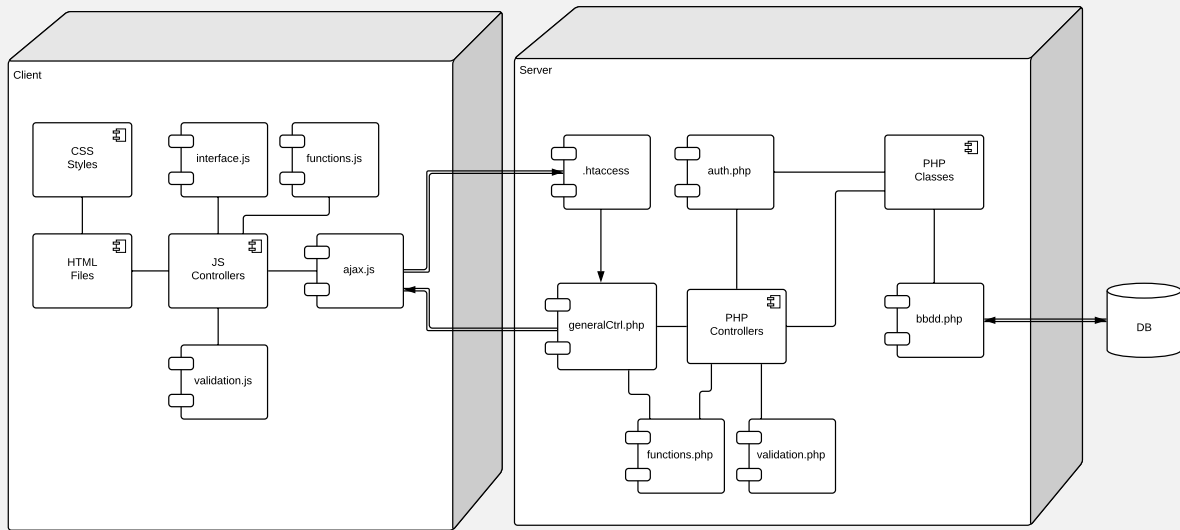 Client
CSS
Styles
interface.js
functions.js
HTML
Files
JS
Controllers
ajax.js
validation.js
Server
.htaccess
auth.php
PHP
Classes
generalCtrl.php
PHP
Controllers
bbdd.php
DB
functions.php
validation.php